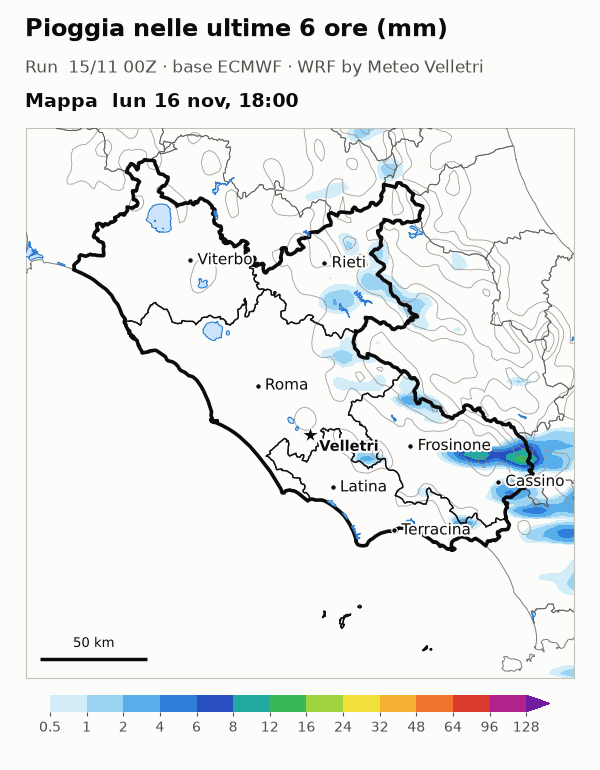 Pioggia nelle ultime 6 ore (mm)
Run  15/11 00Z · base ECMWF · WRF by Meteo Velletri
Mappa  lun 16 nov, 18:00
Viterbo
Rieti
Roma
Velletri
Frosinone
Cassino
Latina
Terracina
50 km
0.5 1 2 4 6 8 12 16 24 32 48 64 96 128